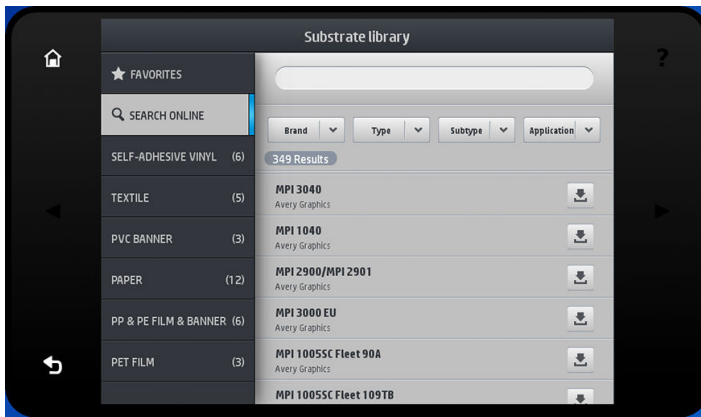 Substrate library
?
FAVORITES
SEARCH ONLINE
SELF-ADHESIVE VINYL (6)
TEXTILE (5)
PVC BANNER (3)
PAPER (12)
PP & PE FILM & BANNER (6)
PET FILM (3)
Brand Type Subtype Application
349 Results
MPI 3040
Avery Graphics
MPI 1040
Avery Graphics
MPI 2900/MPI 2901
Avery Graphics
MPI 3000 EU
Avery Graphics
MPI 1005SC Fleet 90A
Avery Graphics
MPI 1005SC Fleet 109TB